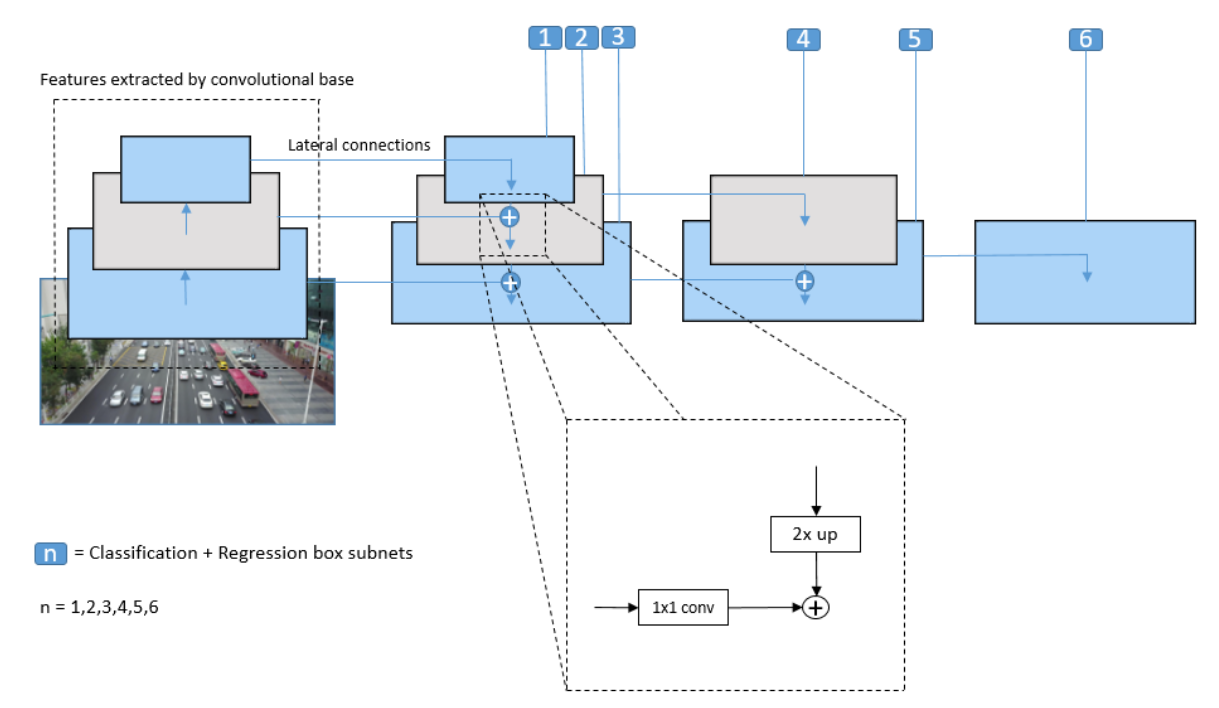 1 2 3 4 5 6
Features extracted by convolutional base
Lateral connections
2x up
1x1 conv
n = Classification + Regression box subnets
n = 1,2,3,4,5,6